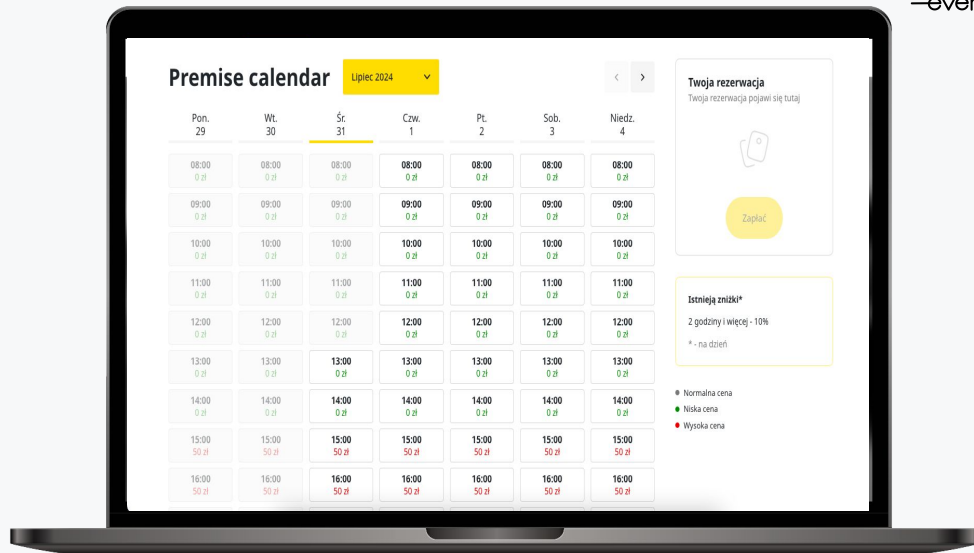 Premise calendar
Lipiec 2024
Pon. Wt. Śr. Czw. Pt. Sob. Niedz.
29 30 31 1 2 3 4
08:00 08:00 08:00 08:00 08:00 08:00 08:00
0 zł 0 zł 0 zł 0 zł 0 zł 0 zł 0 zł
09:00 09:00 09:00 09:00 09:00 09:00 09:00
0 zł 0 zł 0 zł 0 zł 0 zł 0 zł 0 zł
10:00 10:00 10:00 10:00 10:00 10:00 10:00
0 zł 0 zł 0 zł 0 zł 0 zł 0 zł 0 zł
11:00 11:00 11:00 11:00 11:00 11:00 11:00
0 zł 0 zł 0 zł 0 zł 0 zł 0 zł 0 zł
12:00 12:00 12:00 12:00 12:00 12:00 12:00
0 zł 0 zł 0 zł 0 zł 0 zł 0 zł 0 zł
13:00 13:00 13:00 13:00 13:00 13:00 13:00
0 zł 0 zł 0 zł 0 zł 0 zł 0 zł 0 zł
14:00 14:00 14:00 14:00 14:00 14:00 14:00
0 zł 0 zł 0 zł 0 zł 0 zł 0 zł 0 zł
15:00 15:00 15:00 15:00 15:00 15:00 15:00
50 zł 50 zł 50 zł 50 zł 50 zł 50 zł 50 zł
16:00 16:00 16:00 16:00 16:00 16:00 16:00
50 zł 50 zł 50 zł 50 zł 50 zł 50 zł 50 zł
Twoja rezerwacja
Twoja rezerwacja pojawi się tutaj
Zapłać
Istnieją zniżki*
2 godziny i więcej - 10%
* - na dzień
Normalna cena
Niska cena
Wysoka cena